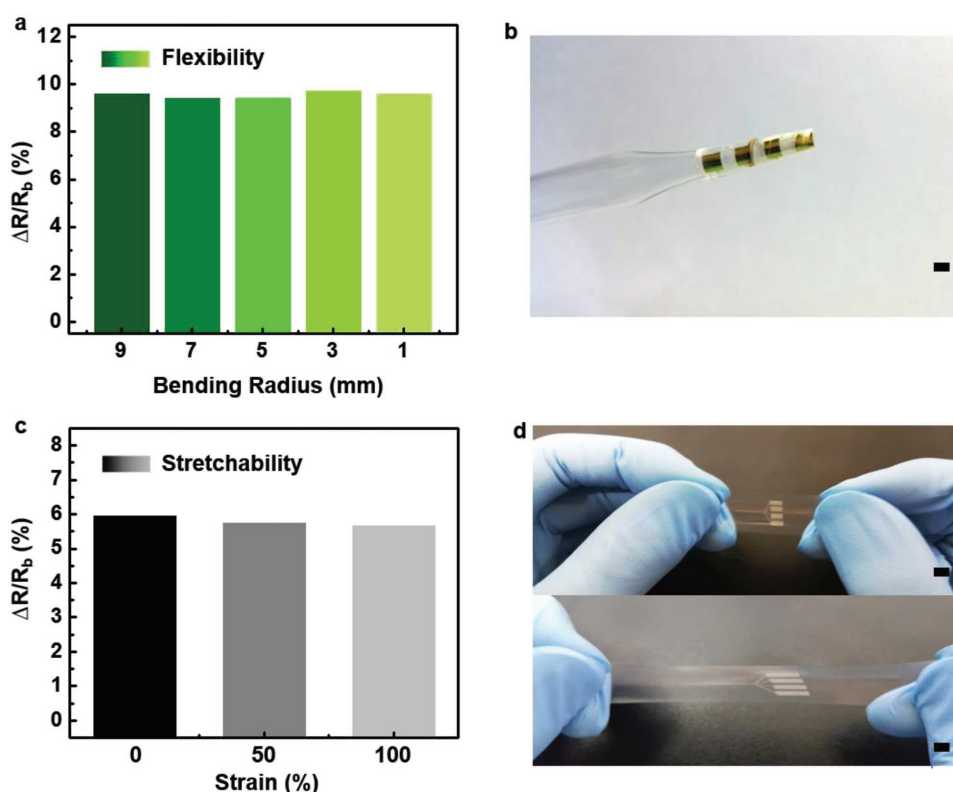 a
12
10
8
6
4
2
0
ΔR/R_b (%)
Flexibility
9 7 5 3 1
Bending Radius (mm)
b
c
8
7
6
5
4
3
2
1
0
ΔR/R_b (%)
Stretchability
0 50 100
Strain (%)
d